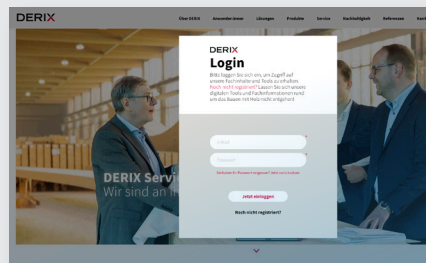 DERIX
Über DERIX Anwender:innen Lösungen Produkte Service Nachhaltigkeit Referenzen
DERIX
Login
Bitte loggen Sie sich ein, um Zugriff auf
unsere Fachinhalte und Tools zu erhalten.
Noch nicht registriert? Lassen Sie sich unsere
digitalen Tools und Fachinformationen rund
um das Bauen mit Holz nicht entgehen!
E-Mail
*
Passwort
*
DERIX Servi
Wir sind an I
Jetzt einloggen
Noch nicht registriert?